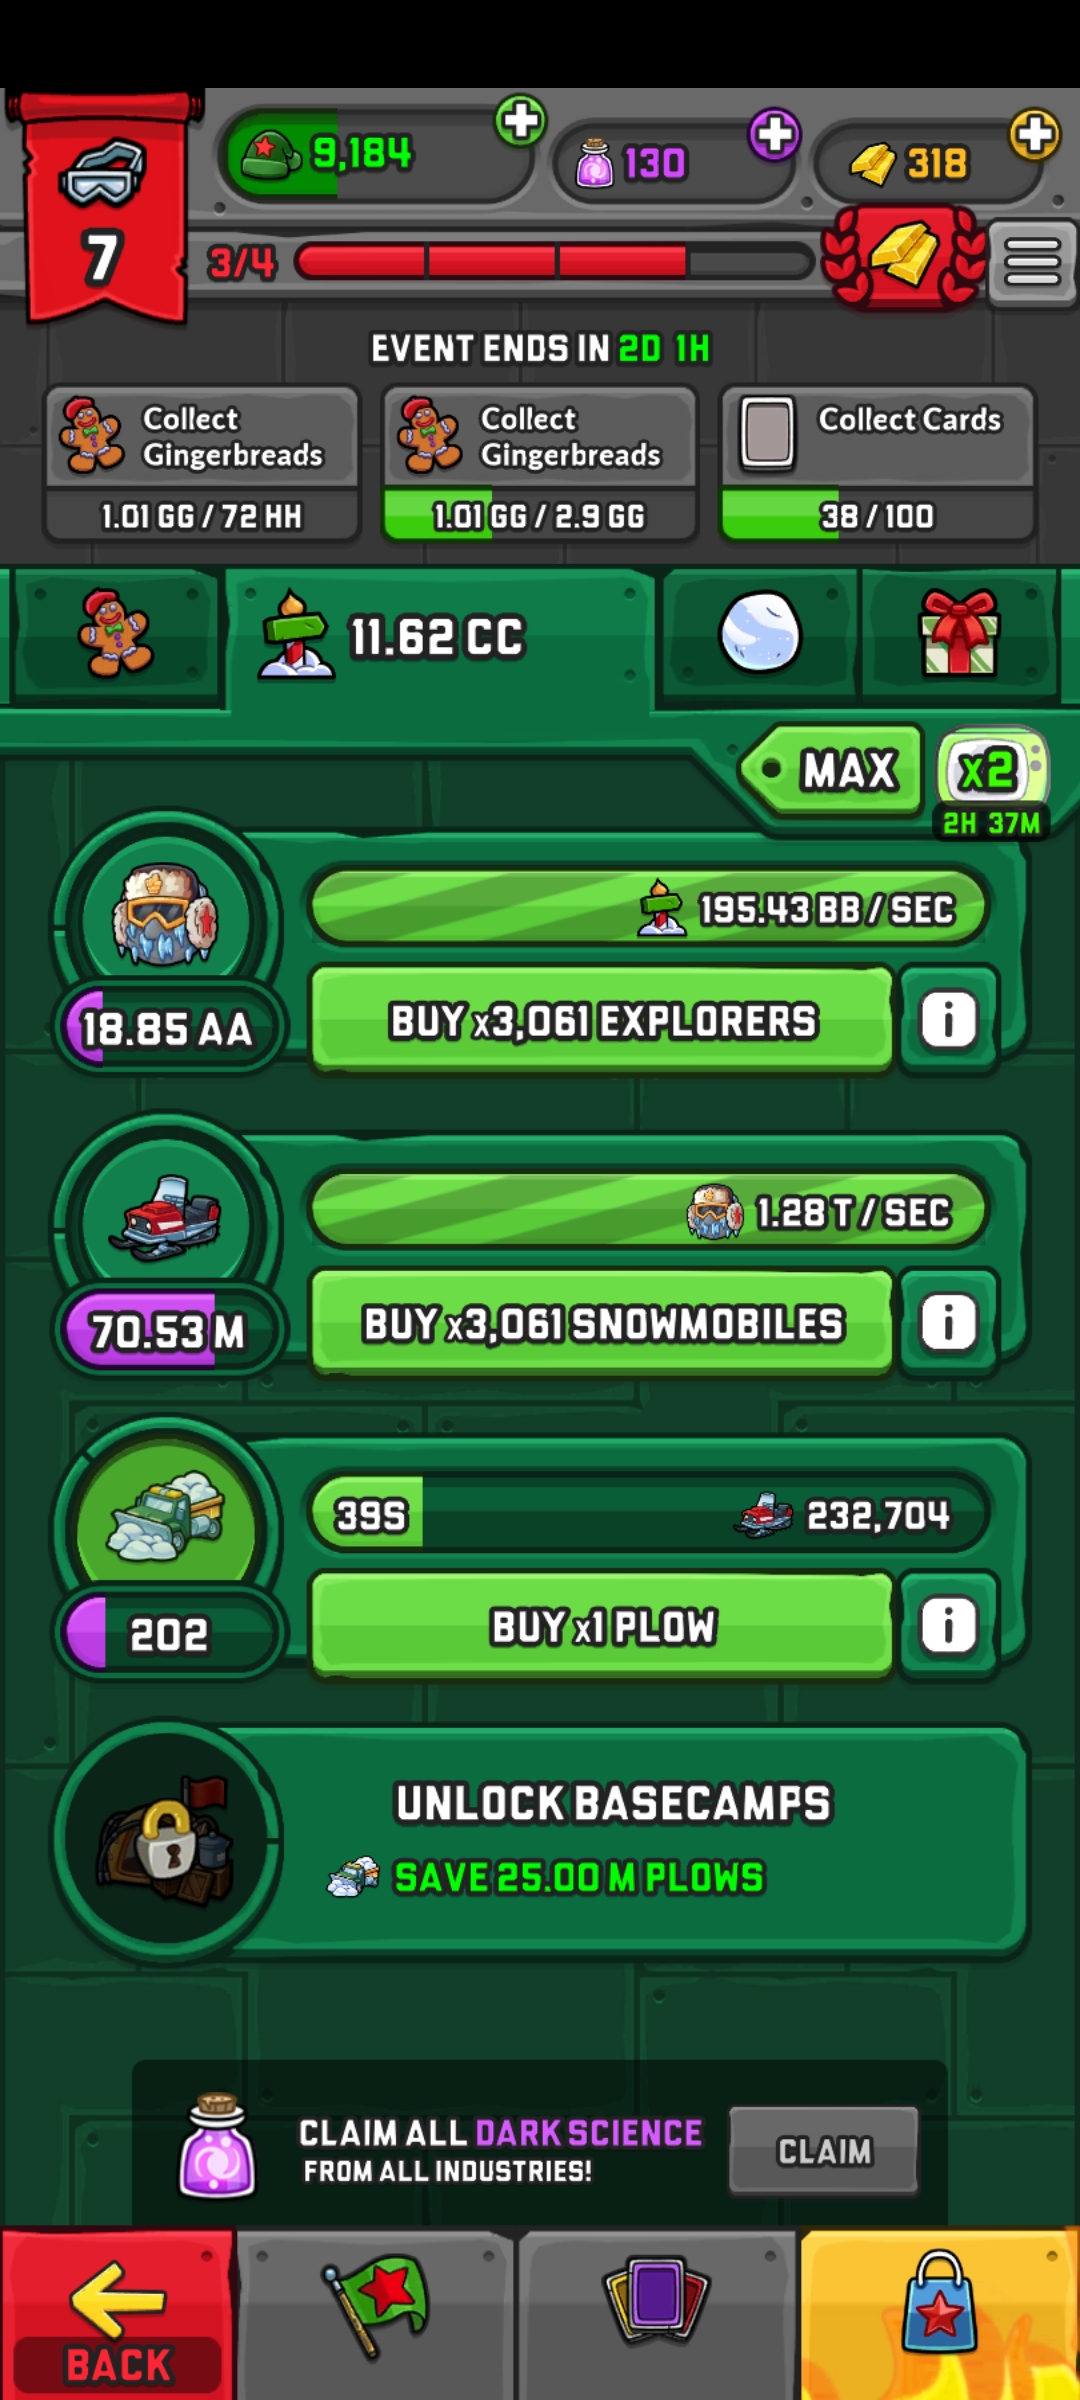 9,184
130
318
7
3/4
EVENT ENDS IN 2D 1H
Collect
Gingerbreads
1.01 GG / 72 HH
Collect
Gingerbreads
1.01 GG / 2.9 GG
Collect Cards
38 / 100
11.62 CC
MAX
x2
2H 37M
195.43 BB / SEC
18.85 AA
BUY x3,061 EXPLORERS
i
1.28 T / SEC
70.53 M
BUY x3,061 SNOWMOBILES
i
39S
232,704
202
BUY x1 PLOW
i
UNLOCK BASECAMPS
SAVE 25.00 M PLOWS
CLAIM ALL DARK SCIENCE
FROM ALL INDUSTRIES!
CLAIM
BACK